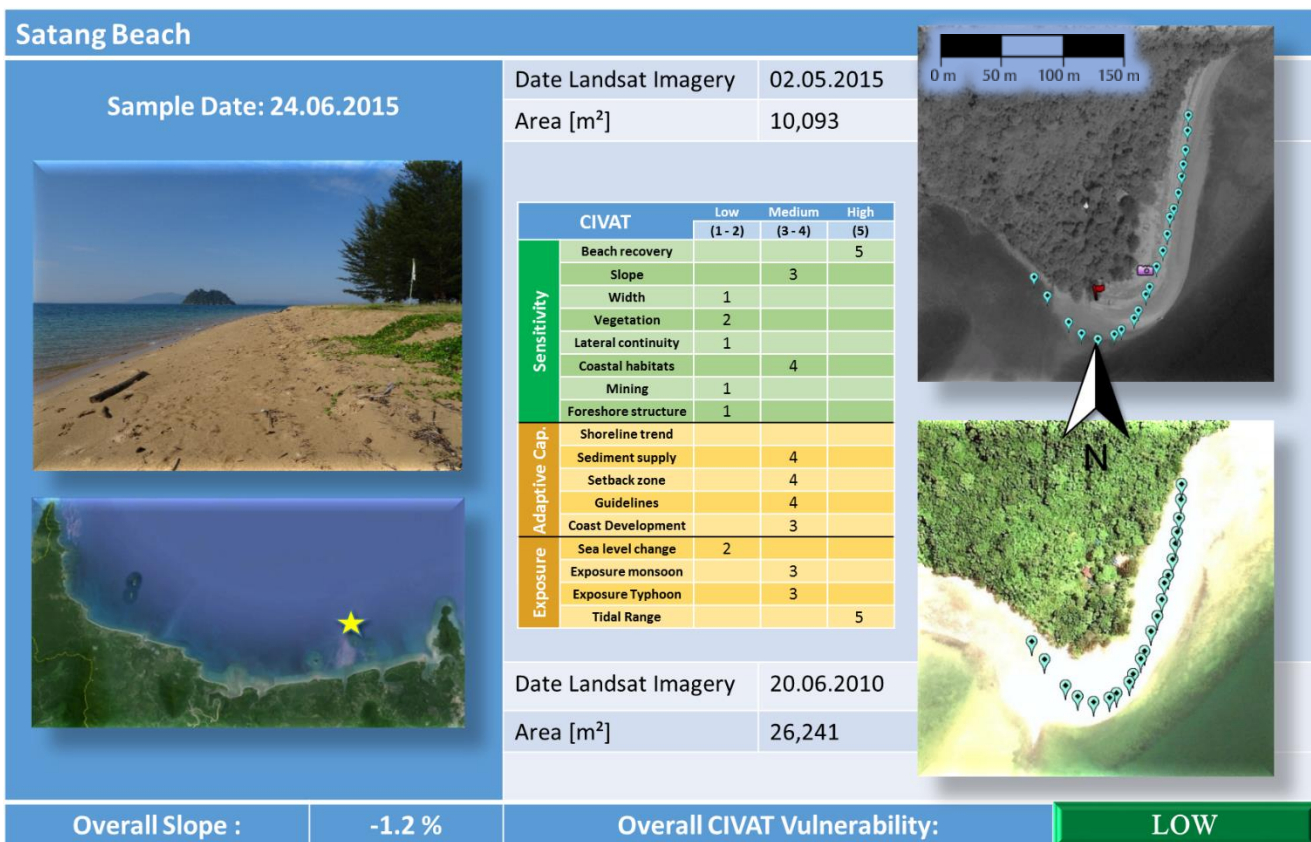 Satang Beach
Sample Date: 24.06.2015
Date Landsat Imagery 02.05.2015
Area [m²] 10,093
0 m 50 m 100 m 150 m
CIVAT Low Medium High
(1 - 2) (3 - 4) (5)
Sensitivity
Beach recovery 5
Slope 3
Width 1
Vegetation 2
Lateral continuity 1
Coastal habitats 4
Mining 1
Foreshore structure 1
Adaptive Cap.
Shoreline trend
Sediment supply 4
Setback zone 4
Guidelines 4
Coast Development 3
Exposure
Sea level change 2
Exposure monsoon 3
Exposure Typhoon 3
Tidal Range 5
N
Date Landsat Imagery 20.06.2010
Area [m²] 26,241
Overall Slope : -1.2 % Overall CIVAT Vulnerability: LOW